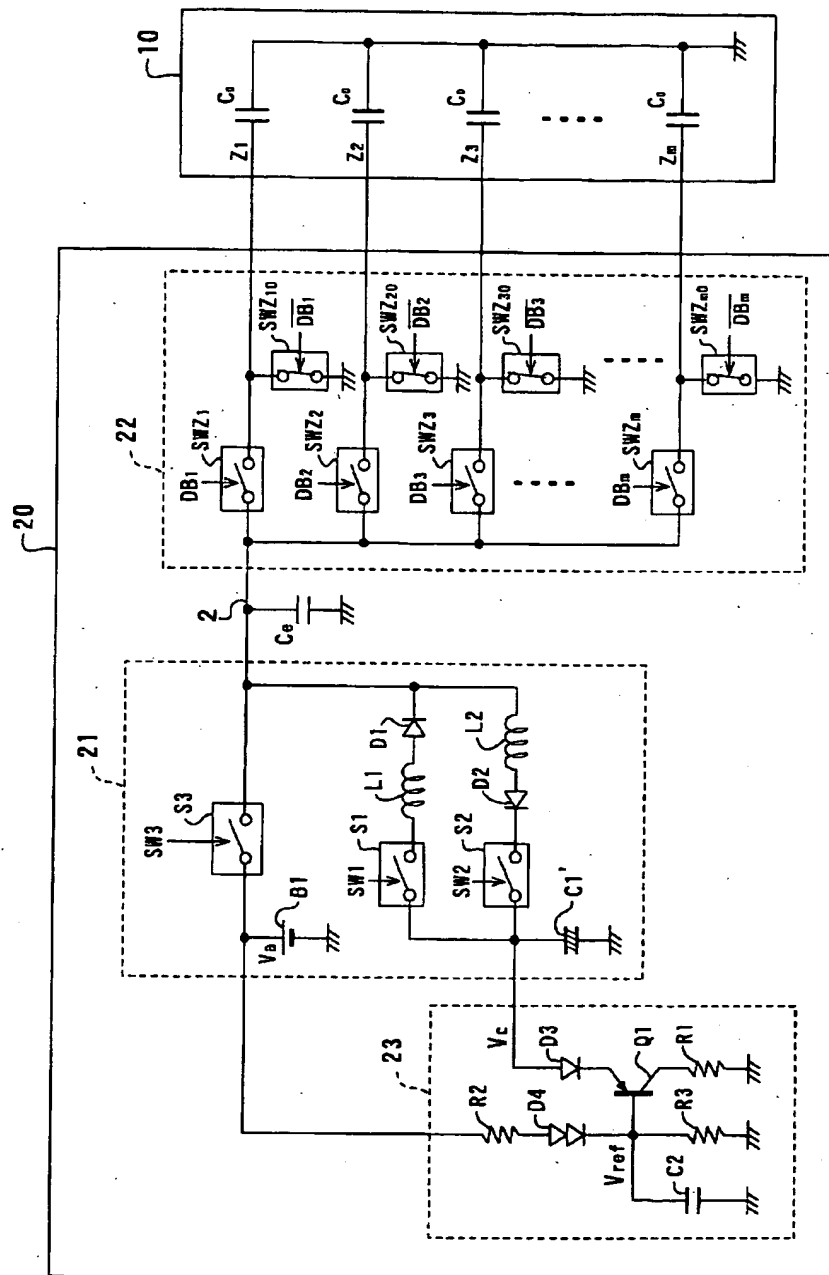 20
10
21
22
23
SW3
S3
VB
B1
SW1
S1
L1
D1
SW2
S2
D2
L2
C1'
2
Ce
DB1
SWZ1
SWZ10
DB1
DB2
SWZ2
SWZ20
DB2
DB3
SWZ3
SWZ30
DB3
DBm
SWZm
SWZm0
DBm
Z1
C0
Z2
C0
Z3
C0
Zm
C0
Vc
D3
Q1
R1
R2
D4
R3
Vref
C2